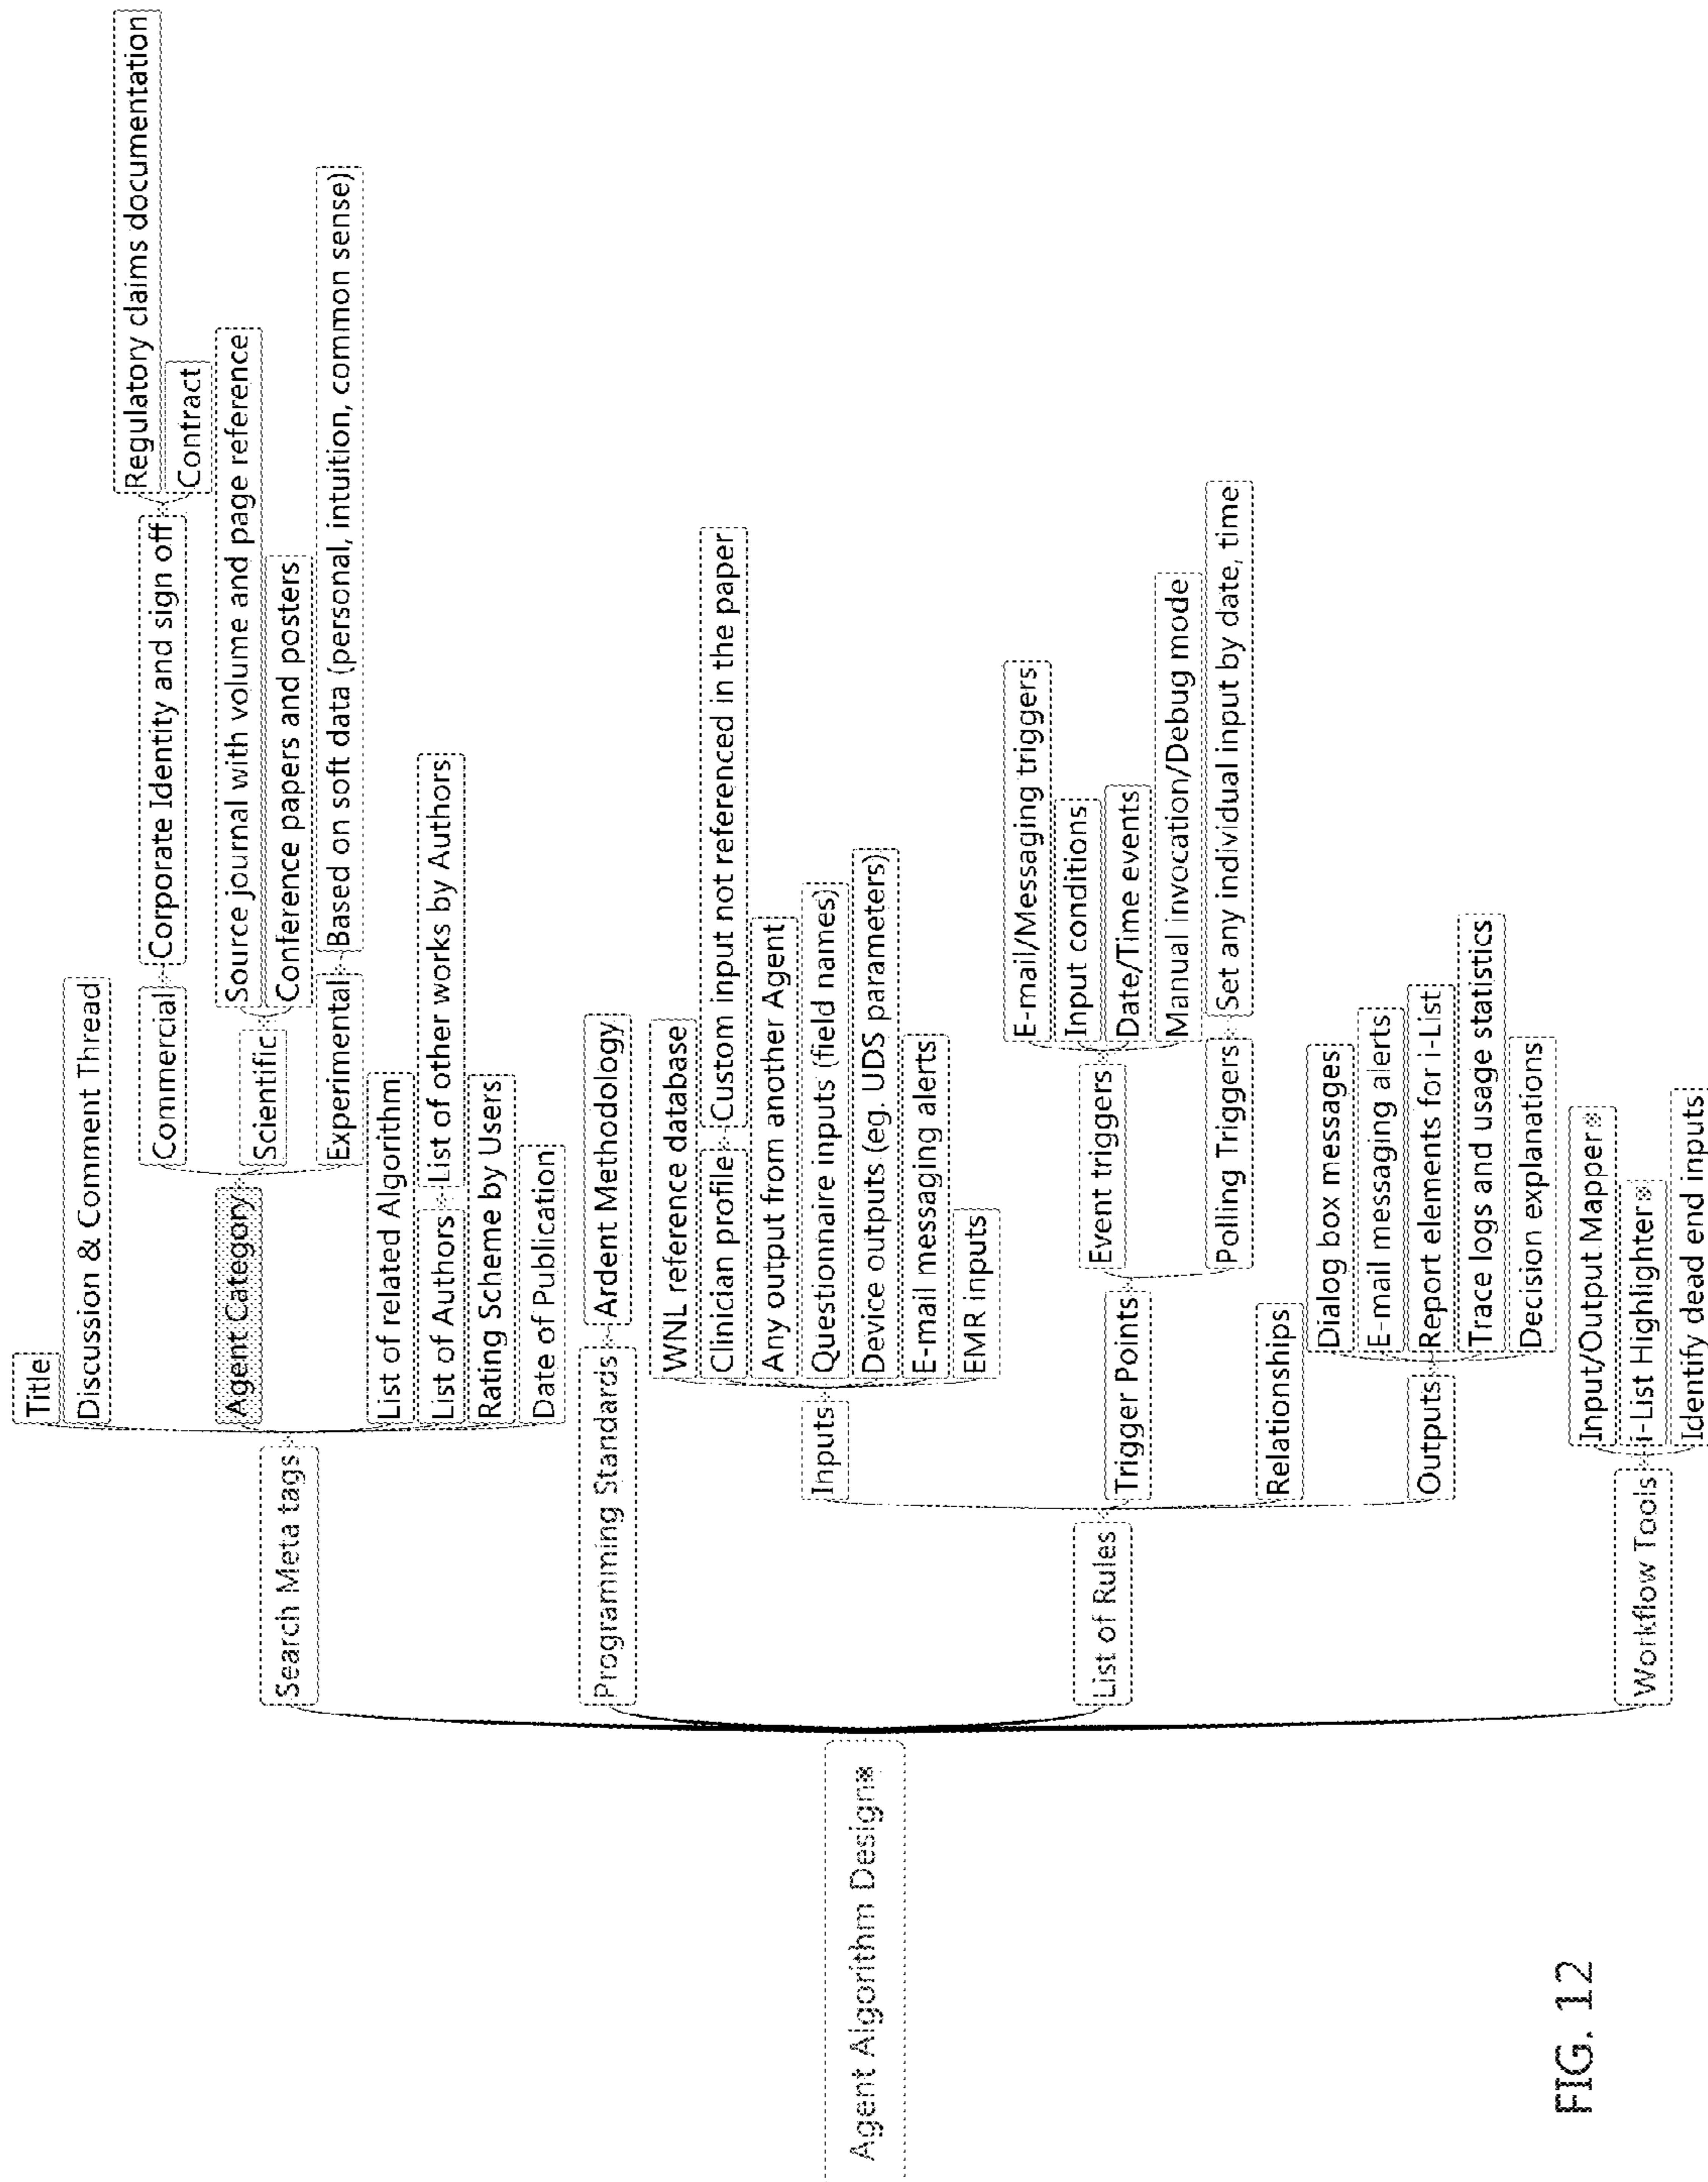 Agent Algorithm Design
Search Meta tags
Title
Discussion & Comment Thread
Agent Category
Commercial
Corporate Identity and sign off
Regulatory claims documentation
Contract
Scientific
Source journal with volume and page reference
Conference papers and posters
Experimental
Based on soft data (personal, intuition, common sense)
List of related Algorithm
List of Authors
List of other works by Authors
Rating Scheme by Users
Date of Publication
Programming Standards
Ardent Methodology
List of Rules
Inputs
WNL reference database
Clinician profile
Custom input not referenced in the paper
Any output from another Agent
Questionnaire inputs (field names)
Device outputs (eg. UDS parameters)
E-mail messaging alerts
EMR inputs
Trigger Points
Event triggers
E-mail/Messaging triggers
Input conditions
Date/Time events
Manual invocation/Debug mode
Polling Triggers
Set any individual input by date, time
Relationships
Outputs
Dialog box messages
E-mail messaging alerts
Report elements for i-List
Trace logs and usage statistics
Decision explanations
Workflow Tools
Input/Output Mapper
i-List Highlighter
Identify dead end inputs
FIG. 12